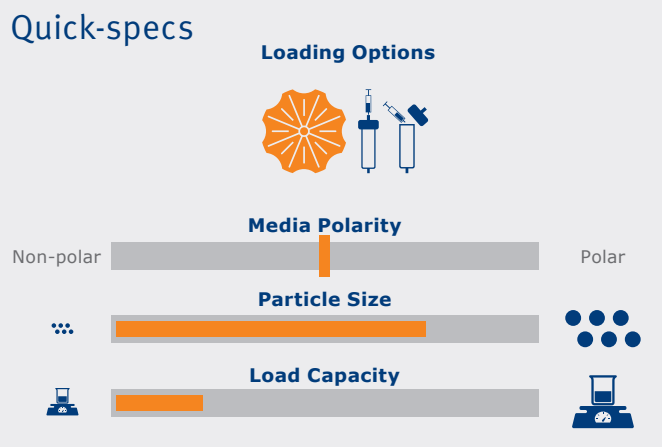 Quick-specs
Loading Options
Media Polarity
Non-polar
Polar
Particle Size
Load Capacity